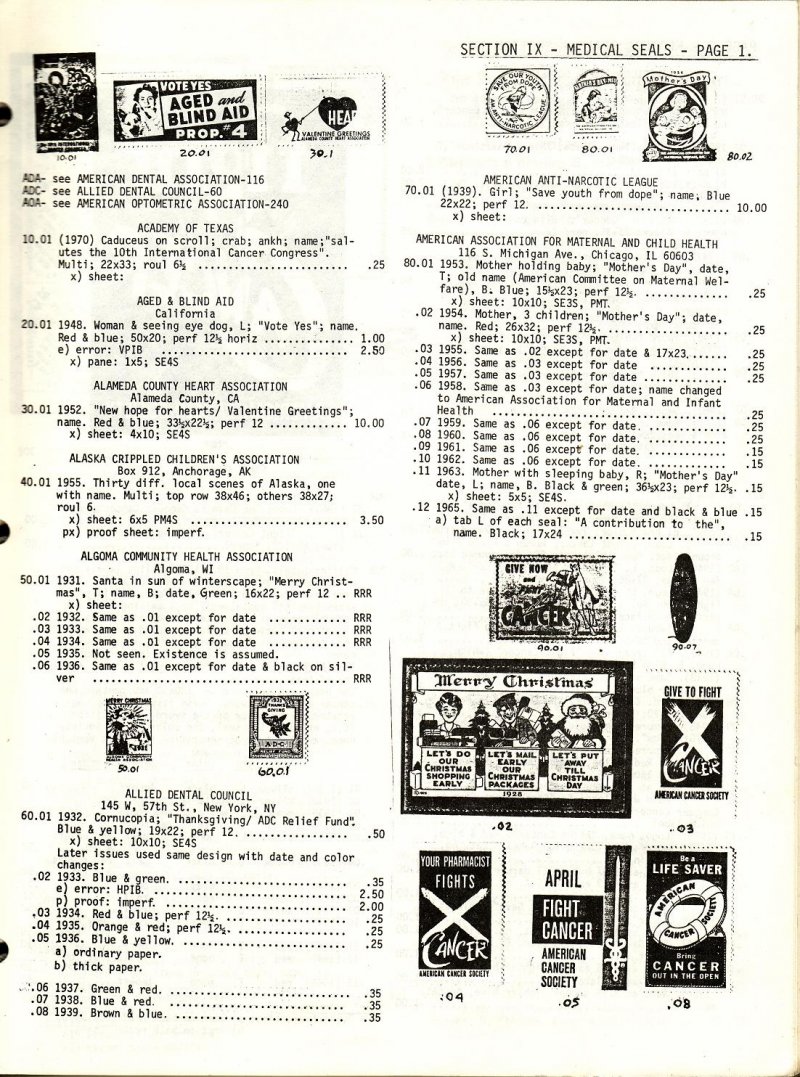 SECTION IX - MEDICAL SEALS - PAGE 1.
10.01
VOTE YES
AGED and
BLIND AID
PROP. #4
20.01
HEAR
VALENTINE GREETINGS
ALAMEDA COUNTY HEART ASSOCIATION
30.1
ADA- see AMERICAN DENTAL ASSOCIATION-116
ADC- see ALLIED DENTAL COUNCIL-60
AOA- see AMERICAN OPTOMETRIC ASSOCIATION-240
ACADEMY OF TEXAS
10.01 (1970) Caduceus on scroll; crab; ankh; name;"sal-
utes the 10th International Cancer Congress".
Multi; 22x33; roul 6½ ........................ .25
x) sheet:
AGED & BLIND AID
California
20.01 1948. Woman & seeing eye dog, L; "Vote Yes"; name.
Red & blue; 50x20; perf 12½ horiz .............. 1.00
e) error: VPIB ................................. 2.50
x) pane: 1x5; SE4S
ALAMEDA COUNTY HEART ASSOCIATION
Alameda County, CA
30.01 1952. "New hope for hearts/ Valentine Greetings";
name. Red & blue; 33½x22½; perf 12 ............. 10.00
x) sheet: 4x10; SE4S
ALASKA CRIPPLED CHILDREN'S ASSOCIATION
Box 912, Anchorage, AK
40.01 1955. Thirty diff. local scenes of Alaska, one
with name. Multi; top row 38x46; others 38x27;
roul 6.
x) sheet: 6x5 PM4S ......................... 3.50
px) proof sheet: imperf.
ALGOMA COMMUNITY HEALTH ASSOCIATION
Algoma, WI
50.01 1931. Santa in sun of winterscape; "Merry Christ-
mas", T; name, B; date, Green; 16x22; perf 12 .. RRR
x) sheet:
.02 1932. Same as .01 except for date ............. RRR
.03 1933. Same as .01 except for date ............. RRR
.04 1934. Same as .01 except for date ............. RRR
.05 1935. Not seen. Existence is assumed.
.06 1936. Same as .01 except for date & black on sil-
ver ........................................ RRR
MERRY CHRISTMAS
50.01
THANKS
GIVING
A-D-C
60.01
ALLIED DENTAL COUNCIL
145 W, 57th St., New York, NY
60.01 1932. Cornucopia; "Thanksgiving/ ADC Relief Fund".
Blue & yellow; 19x22; perf 12. ..................... .50
x) sheet: 10x10; SE4S
Later issues used same design with date and color
changes:
.02 1933. Blue & green. ............................ .35
e) error: HPIB. ............................... 2.50
p) proof: imperf. ............................. 2.00
.03 1934. Red & blue; perf 12½. .................... .25
.04 1935. Orange & red; perf 12½. .................. .25
.05 1936. Blue & yellow. ........................... .25
a) ordinary paper.
b) thick paper.
.06 1937. Green & red. ............................. .35
.07 1938. Blue & red. .............................. .35
.08 1939. Brown & blue. ............................ .35
SAVE OUR YOUTH
FROM DOPE
ANTI-NARCOTIC LEAGUE
70.01
80.01
Mother's Day
80.02
AMERICAN ANTI-NARCOTIC LEAGUE
70.01 (1939). Girl; "Save youth from dope"; name; Blue
22x22; perf 12. .............................. 10.00
x) sheet:
AMERICAN ASSOCIATION FOR MATERNAL AND CHILD HEALTH
116 S. Michigan Ave., Chicago, IL 60603
80.01 1953. Mother holding baby; "Mother's Day", date,
T; old name (American Committee on Maternal Wel-
fare), B. Blue; 15½x23; perf 12½. ............. .25
x) sheet: 10x10; SE3S, PMT.
.02 1954. Mother, 3 children; "Mother's Day"; date,
name. Red; 26x32; perf 12½. ................... .25
x) sheet: 10x10; SE3S, PMT.
.03 1955. Same as .02 except for date & 17x23. ..... .25
.04 1956. Same as .03 except for date ............ .25
.05 1957. Same as .03 except for date ............. .25
.06 1958. Same as .03 except for date; name changed
to American Association for Maternal and Infant
Health ....................................... .25
.07 1959. Same as .06 except for date. ............ .25
.08 1960. Same as .06 except for date. ............ .25
.09 1961. Same as .06 except for date. ............ .15
.10 1962. Same as .06 except for date. ............ .15
.11 1963. Mother with sleeping baby, R; "Mother's Day"
date, L; name, B. Black & green; 36½x23; perf 12½. .15
x) sheet: 5x5; SE4S.
.12 1965. Same as .11 except for date and black & blue .15
a) tab L of each seal: "A contribution to the",
name. Black; 17x24 ......................... .15
GIVE NOW
CANCER
90.01
90.07
Merry Christmas
LET'S DO
OUR
CHRISTMAS
SHOPPING
EARLY
LET'S MAIL
EARLY
OUR
CHRISTMAS
PACKAGES
1928
LET'S PUT
AWAY
TILL
CHRISTMAS
DAY
.02
GIVE TO FIGHT
CANCER
AMERICAN CANCER SOCIETY
.03
YOUR PHARMACIST
FIGHTS
CANCER
AMERICAN CANCER SOCIETY
.04
APRIL
FIGHT
CANCER
AMERICAN
CANCER
SOCIETY
.05
Be a
LIFE SAVER
AMERICAN
CANCER SOCIETY
Bring
CANCER
OUT IN THE OPEN
.08